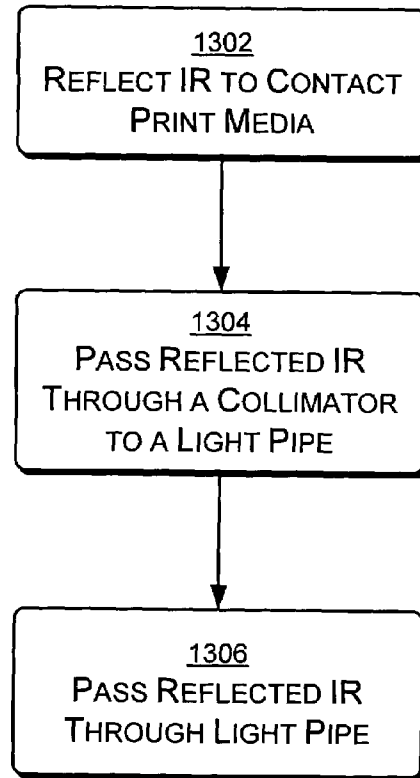 1302
REFLECT IR TO CONTACT
PRINT MEDIA
1304
PASS REFLECTED IR
THROUGH A COLLIMATOR
TO A LIGHT PIPE
1306
PASS REFLECTED IR
THROUGH LIGHT PIPE